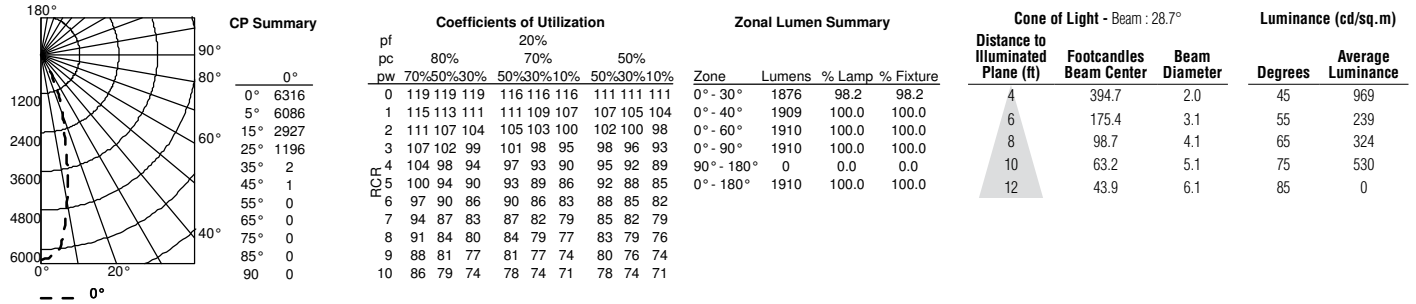 180°
90°
80°
60°
40°
1200
2400
3600
4800
6000
0° 20°
0°
CP Summary
0°
0° 6316
5° 6086
15° 2927
25° 1196
35° 2
45° 1
55° 0
65° 0
75° 0
85° 0
90 0
Coefficients of Utilization
pf 20%
pc 80% 70% 50%
pw 70%50%30% 50%30%10% 50%30%10%
RCR
0 119 119 119 116 116 116 111 111 111
1 115 113 111 111 109 107 107 105 104
2 111 107 104 105 103 100 102 100 98
3 107 102 99 101 98 95 98 96 93
4 104 98 94 97 93 90 95 92 89
5 100 94 90 93 89 86 92 88 85
6 97 90 86 90 86 83 88 85 82
7 94 87 83 87 82 79 85 82 79
8 91 84 80 84 79 77 83 79 76
9 88 81 77 81 77 74 80 76 74
10 86 79 74 78 74 71 78 74 71
Zonal Lumen Summary
Zone Lumens % Lamp % Fixture
0° - 30° 1876 98.2 98.2
0° - 40° 1909 100.0 100.0
0° - 60° 1910 100.0 100.0
0° - 90° 1910 100.0 100.0
90° - 180° 0 0.0 0.0
0° - 180° 1910 100.0 100.0
Cone of Light - Beam : 28.7°
Distance to
Illuminated Footcandles Beam
Plane (ft) Beam Center Diameter
4 394.7 2.0
6 175.4 3.1
8 98.7 4.1
10 63.2 5.1
12 43.9 6.1
Luminance (cd/sq.m)
Average
Degrees Luminance
45 969
55 239
65 324
75 530
85 0